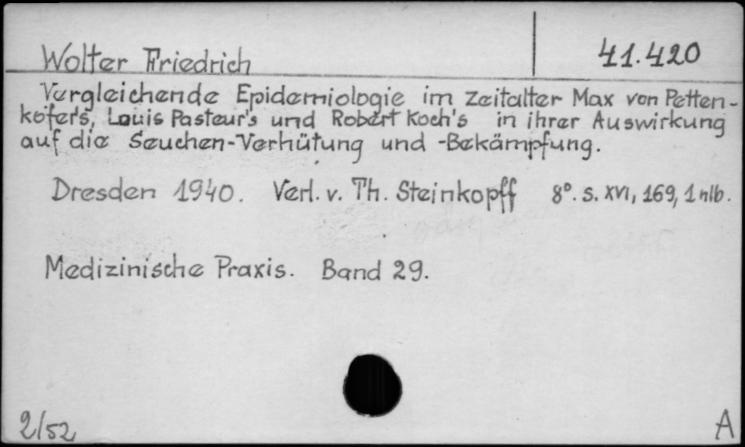 Wolter Friedrich
41.420
Vergleichende Epidemiologie im Zeitalter Max von Petten-
kofer's, Louis Pasteur's und Robert Koch's in ihrer Auswirkung
auf die Seuchen-Verhütung und -Bekämpfung.
Dresden 1940. Verl. v. Th. Steinkopff 8°. S. XVI, 169, 1 nlb.
Medizinische Praxis. Band 29.
2/52
A